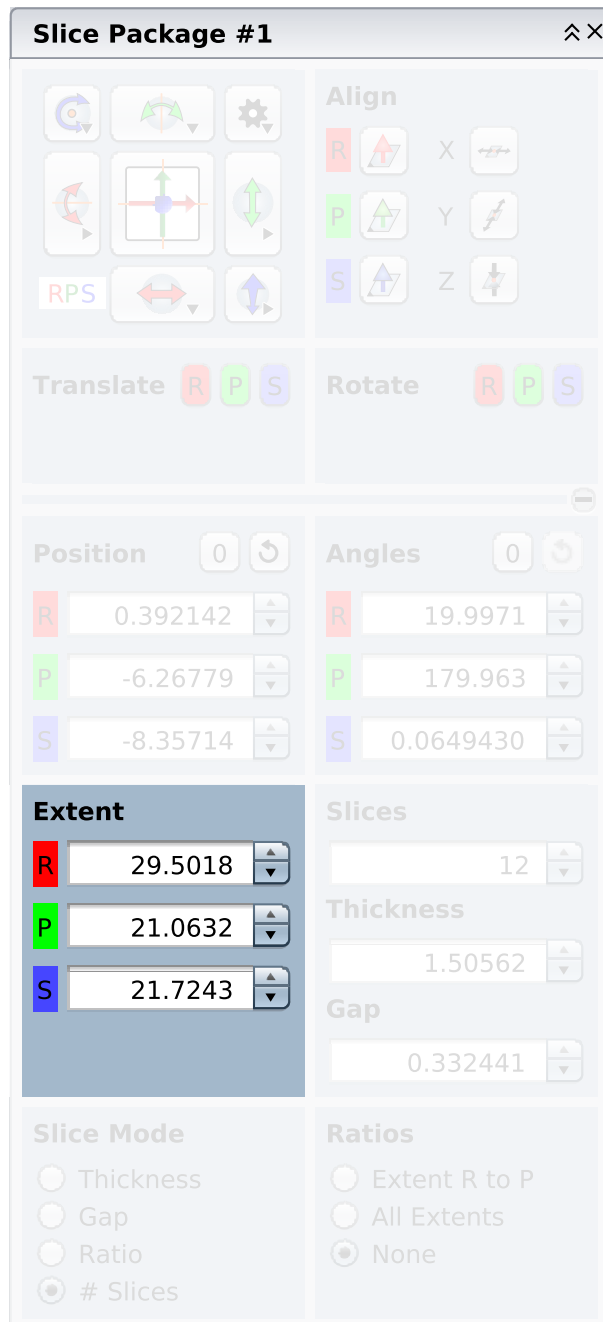 Slice Package #1
Align
R X
P Y
S Z
RPS
Translate R P S
Rotate R P S
Position 0
R 0.392142
P -6.26779
S -8.35714
Angles 0
R 19.9971
P 179.963
S 0.0649430
Extent
R 29.5018
P 21.0632
S 21.7243
Slices
12
Thickness
1.50562
Gap
0.332441
Slice Mode
Thickness
Gap
Ratio
# Slices
Ratios
Extent R to P
All Extents
None